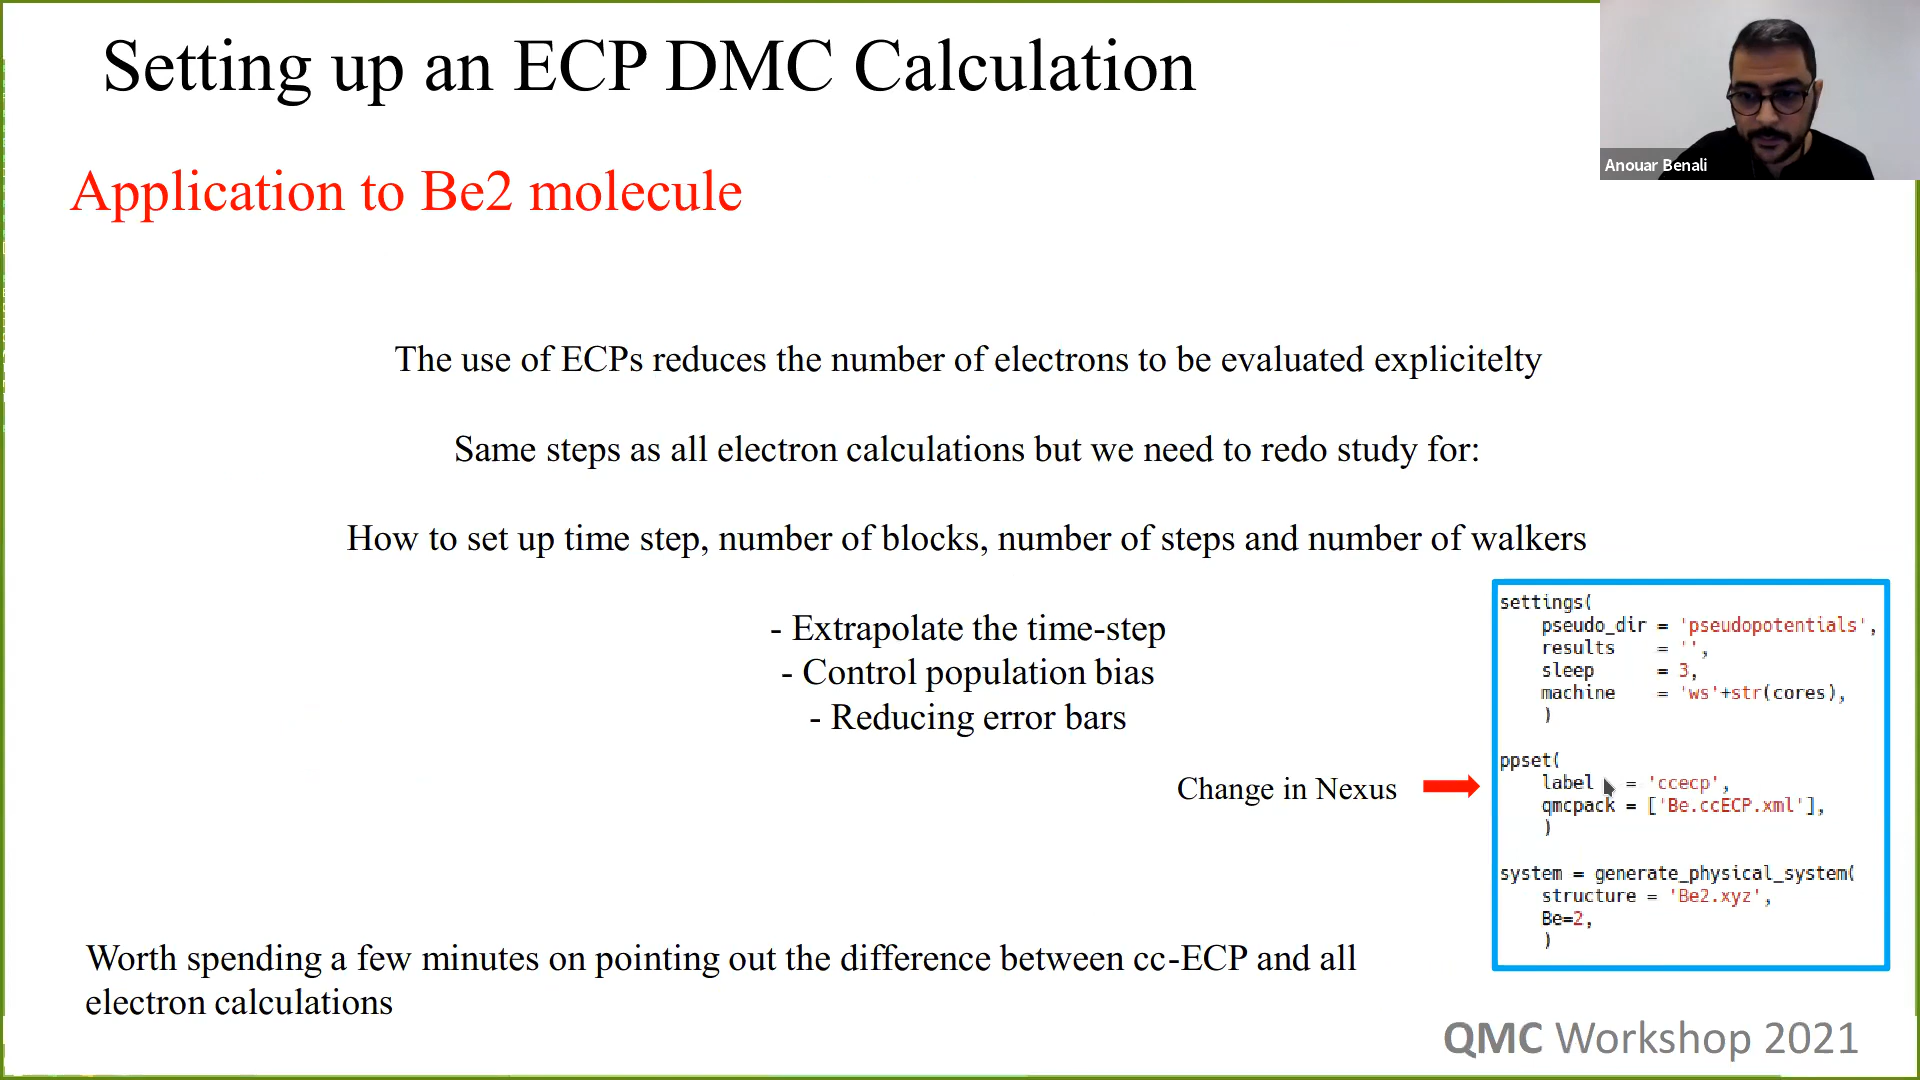 Setting up an ECP DMC Calculation
Anouar Benali
Application to Be2 molecule
The use of ECPs reduces the number of electrons to be evaluated explicitelty
Same steps as all electron calculations but we need to redo study for:
How to set up time step, number of blocks, number of steps and number of walkers
- Extrapolate the time-step
- Control population bias
- Reducing error bars
Change in Nexus
settings(
    pseudo_dir = 'pseudopotentials',
    results    = '',
    sleep      = 3,
    machine    = 'ws'+str(cores),
    )
ppset(
    label   = 'ccecp',
    qmcpack = ['Be.ccECP.xml'],
    )
system = generate_physical_system(
    structure = 'Be2.xyz',
    Be=2,
    )
Worth spending a few minutes on pointing out the difference between cc-ECP and all
electron calculations
QMC Workshop 2021